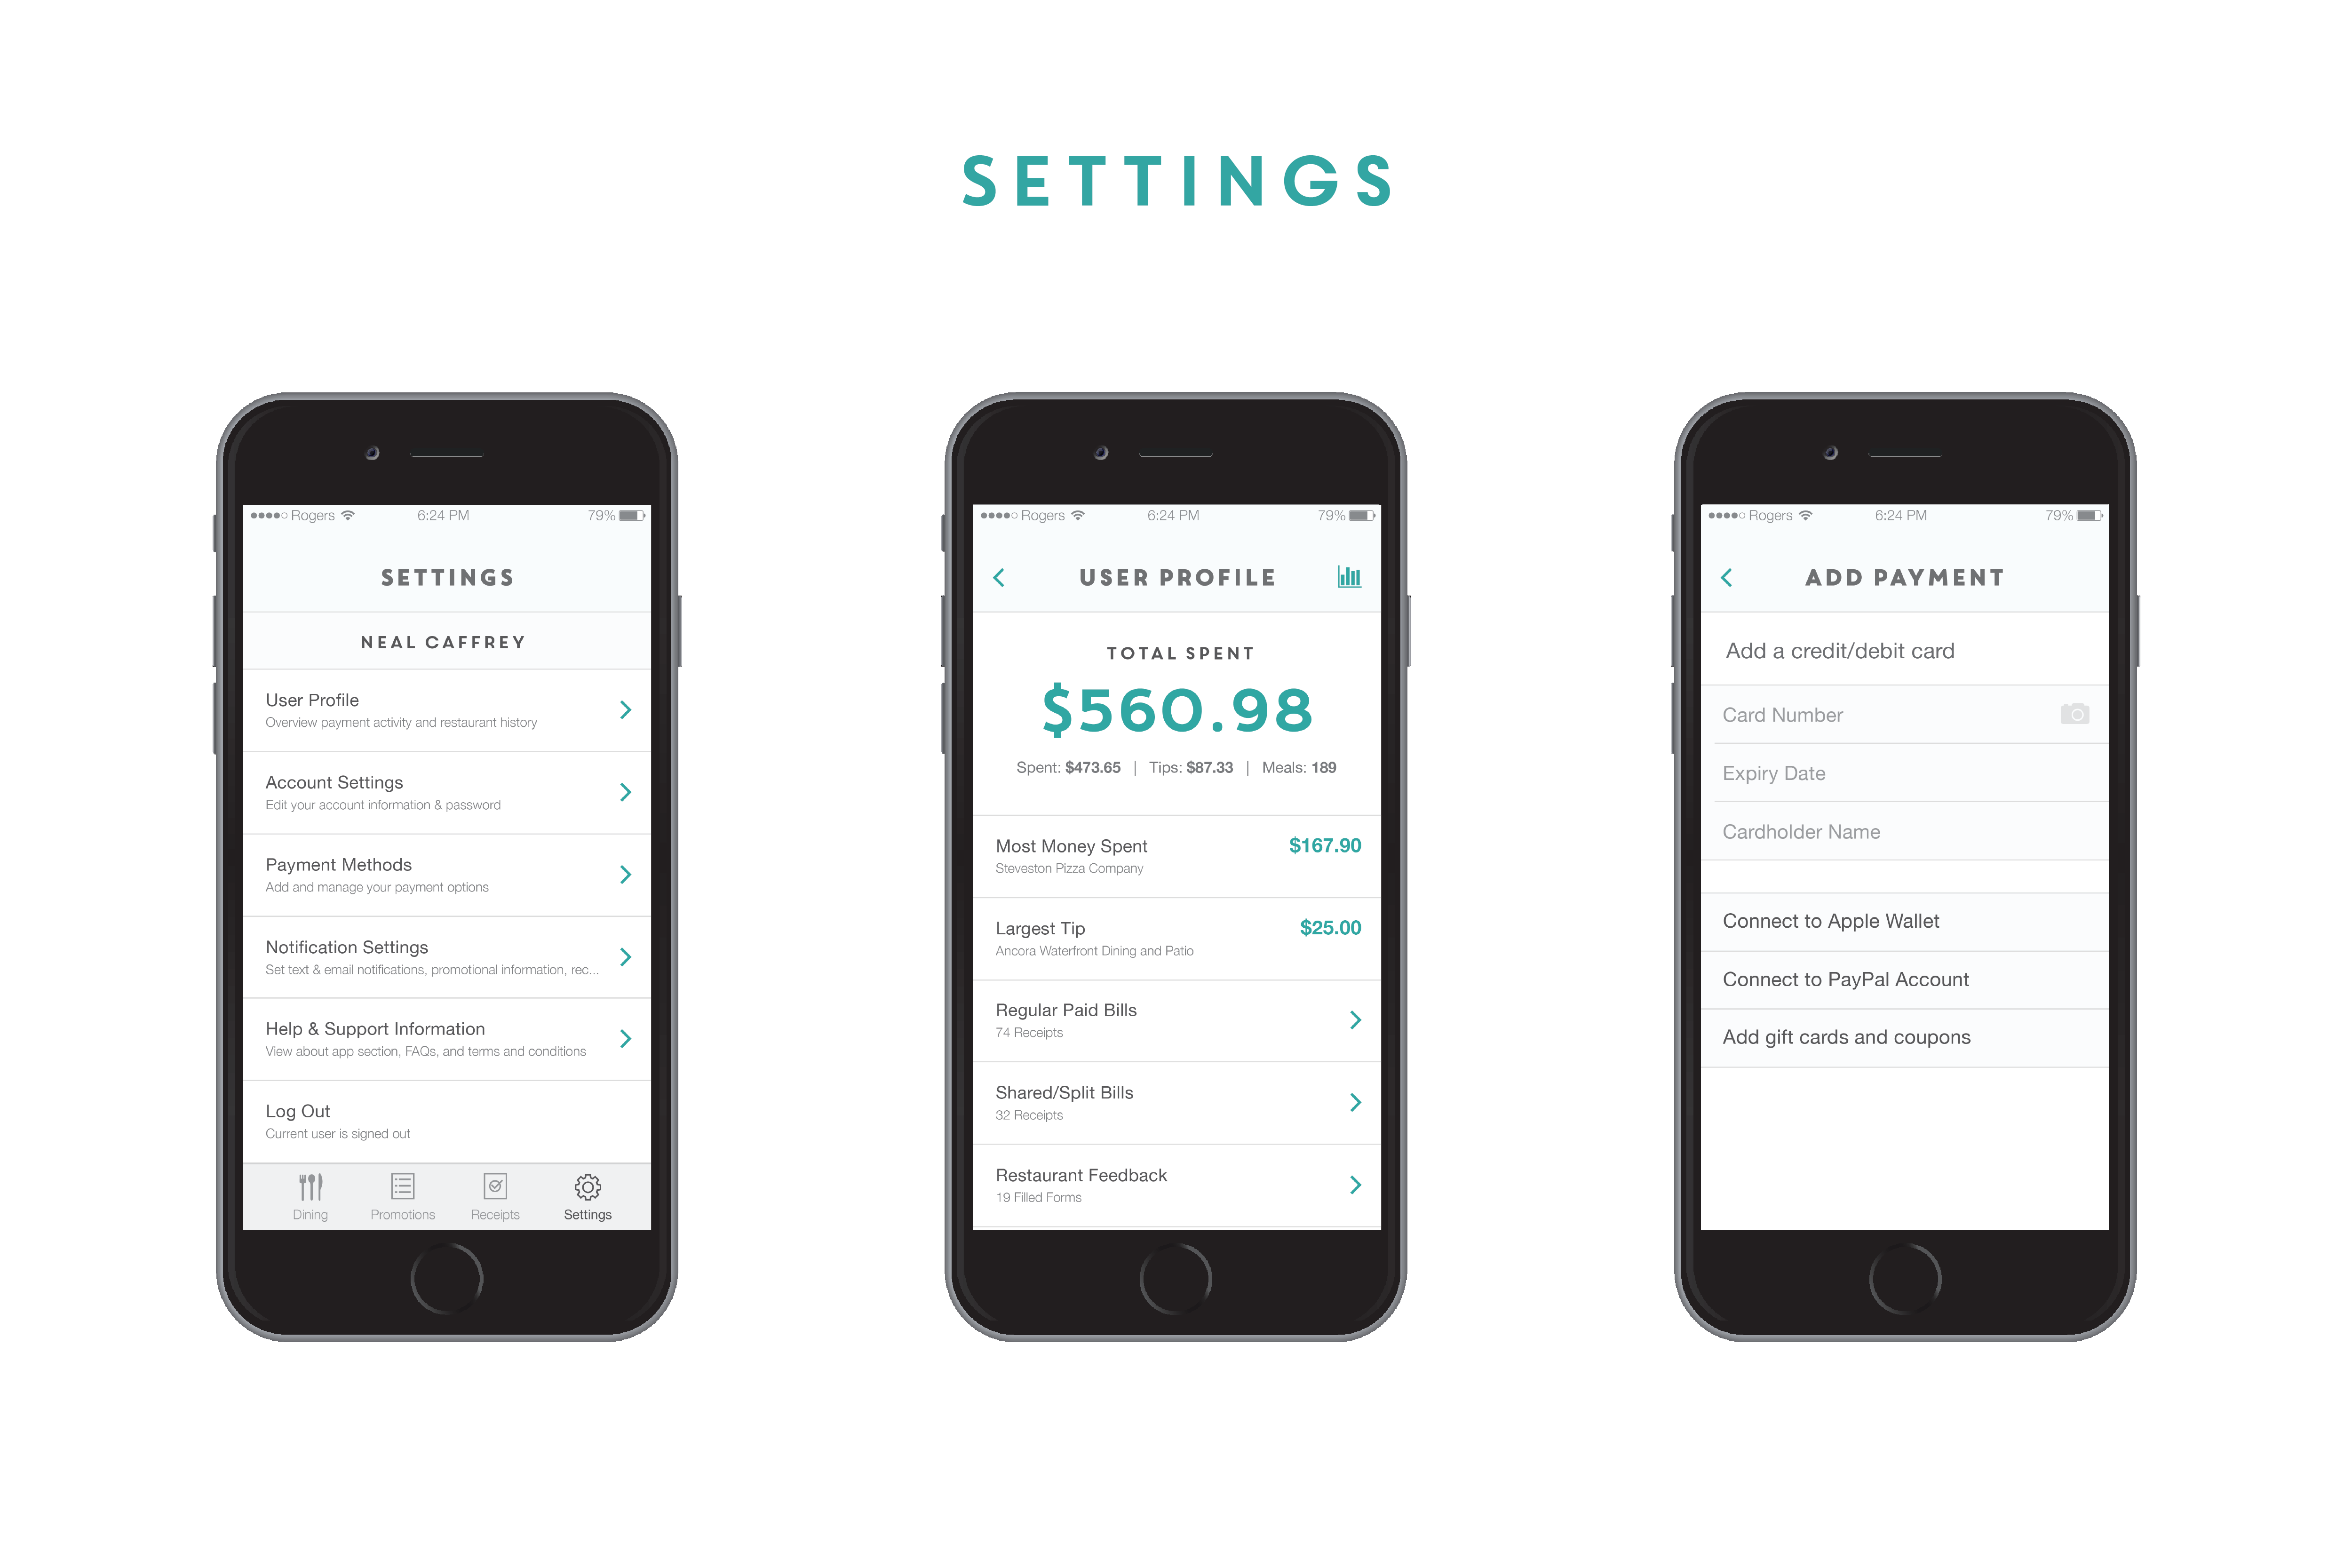 SETTINGS
Rogers 6:24 PM 79%
SETTINGS
NEAL CAFFREY
User Profile
Overview payment activity and restaurant history
Account Settings
Edit your account information & password
Payment Methods
Add and manage your payment options
Notification Settings
Set text & email notifications, promotional information, rec...
Help & Support Information
View about app section, FAQs, and terms and conditions
Log Out
Current user is signed out
Dining Promotions Receipts Settings
Rogers 6:24 PM 79%
USER PROFILE
TOTAL SPENT
$560.98
Spent: $473.65 | Tips: $87.33 | Meals: 189
Most Money Spent $167.90
Steveston Pizza Company
Largest Tip $25.00
Ancora Waterfront Dining and Patio
Regular Paid Bills
74 Receipts
Shared/Split Bills
32 Receipts
Restaurant Feedback
19 Filled Forms
Rogers 6:24 PM 79%
ADD PAYMENT
Add a credit/debit card
Card Number
Expiry Date
Cardholder Name
Connect to Apple Wallet
Connect to PayPal Account
Add gift cards and coupons